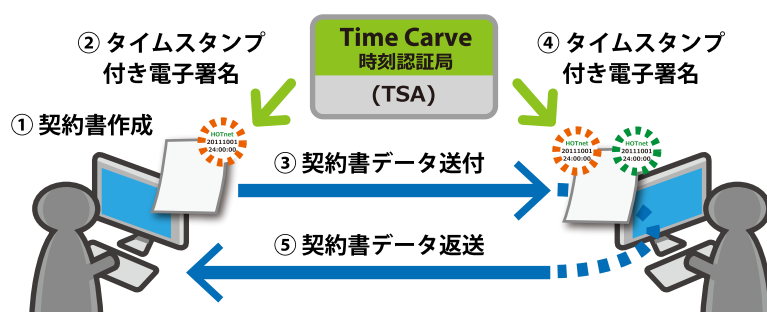 ② タイムスタンプ
付き電子署名
Time Carve
時刻認証局
(TSA)
④ タイムスタンプ
付き電子署名
① 契約書作成
HOTnet
20111001
24:00:00
③ 契約書データ送付
HOTnet
20111001
24:00:00
HOTnet
20111001
24:00:00
⑤ 契約書データ返送